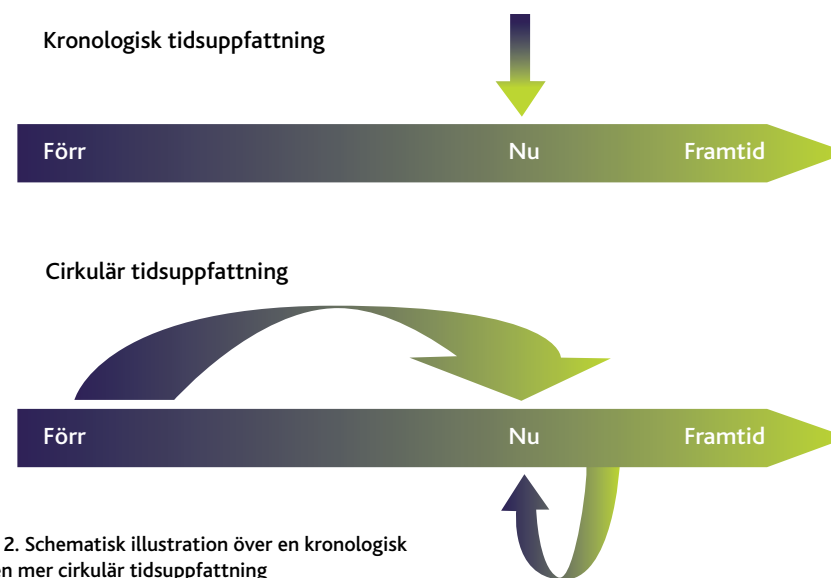 Kronologisk tidsuppfattning
Förr Nu Framtid
Cirkulär tidsuppfattning
Förr Nu Framtid
2. Schematisk illustration över en kronologisk
en mer cirkulär tidsuppfattning